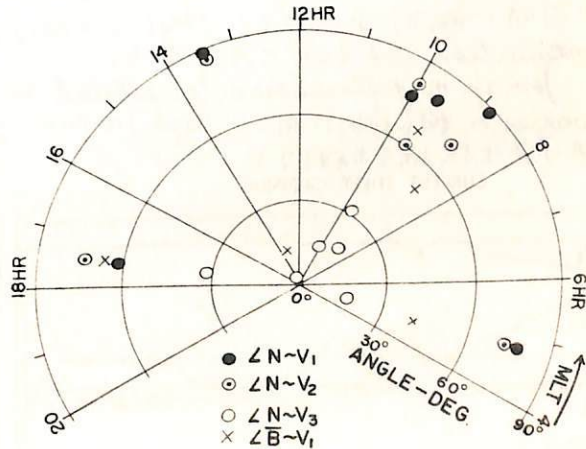 12HR
14
10
16
8
18HR
6HR
0°
30°
60°
90°
ANGLE-DEG.
20
4°
MLT
∠N~V₁
∠N~V₂
∠N~V₃
∠B̅~V₁